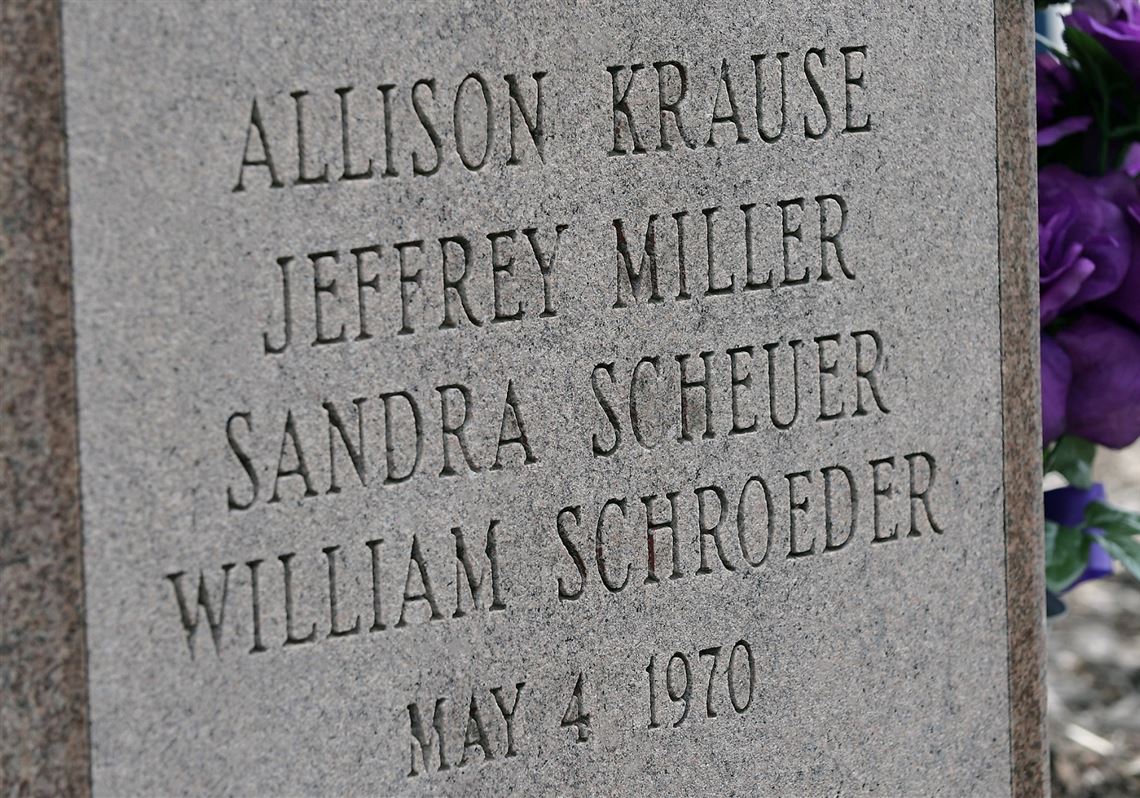 ALLISON KRAUSE
JEFFREY MILLER
SANDRA SCHEUER
WILLIAM SCHROEDER
MAY 4 1970